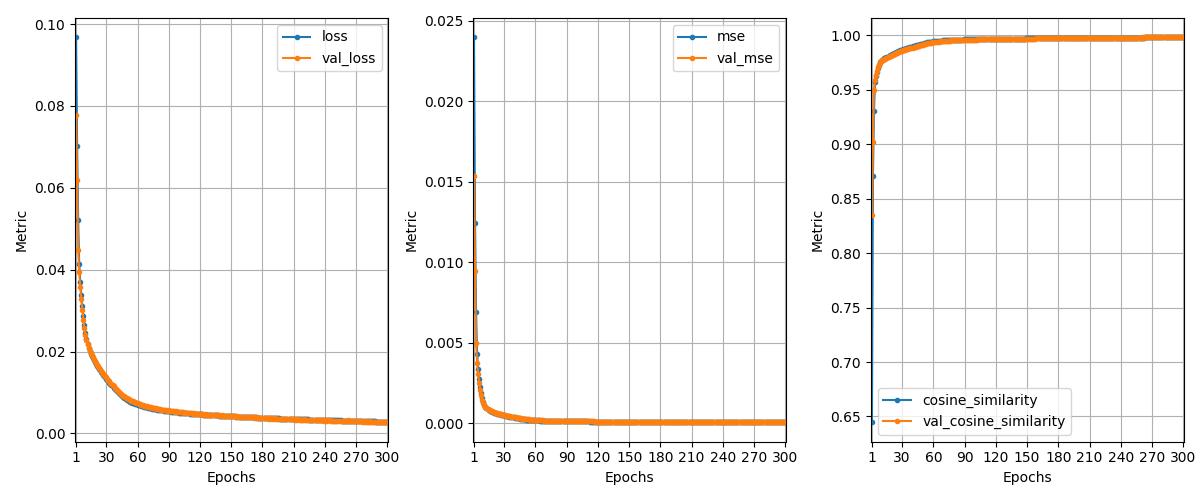 0.10
0.08
0.06
0.04
0.02
0.00
Metric
loss
val_loss
1 30 60 90 120 150 180 210 240 270 300
Epochs
0.025
0.020
0.015
0.010
0.005
0.000
Metric
mse
val_mse
1 30 60 90 120 150 180 210 240 270 300
Epochs
1.00
0.95
0.90
0.85
0.80
0.75
0.70
0.65
Metric
cosine_similarity
val_cosine_similarity
1 30 60 90 120 150 180 210 240 270 300
Epochs